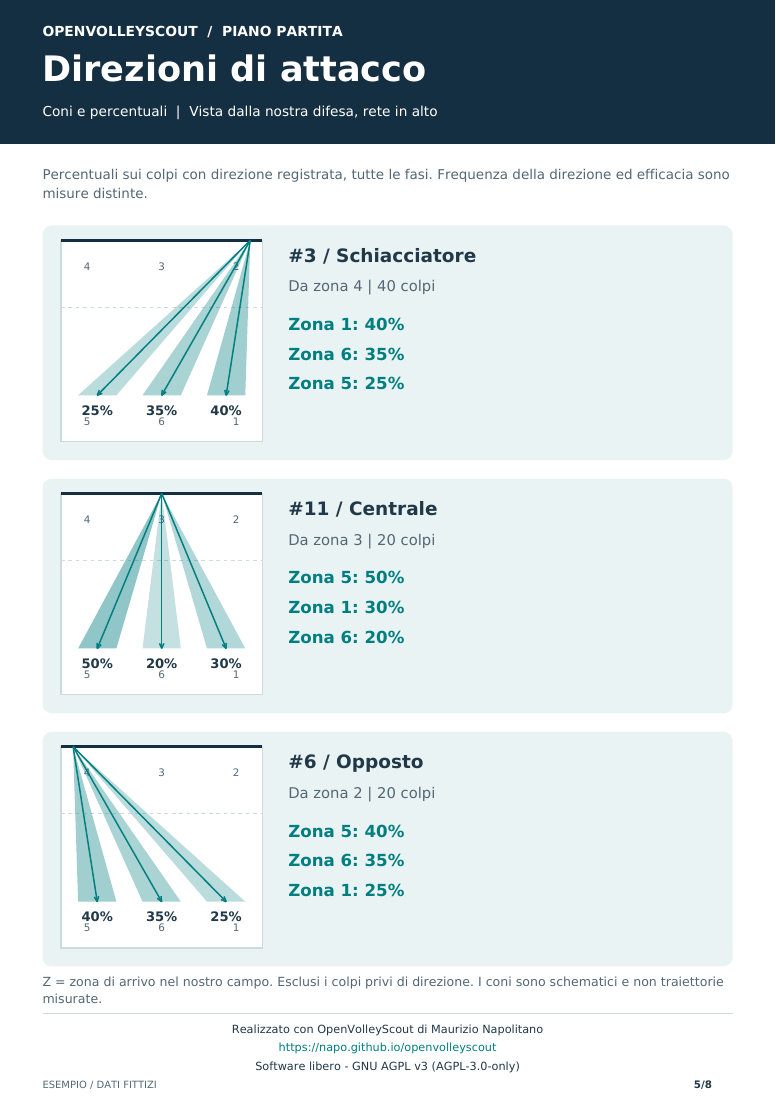 OPENVOLLEYSCOUT / PIANO PARTITA
Direzioni di attacco
Coni e percentuali | Vista dalla nostra difesa, rete in alto
Percentuali sui colpi con direzione registrata, tutte le fasi. Frequenza della direzione ed efficacia sono
misure distinte.
4 3 2
25% 35% 40%
5 6 1
#3 / Schiacciatore
Da zona 4 | 40 colpi
Zona 1: 40%
Zona 6: 35%
Zona 5: 25%
4 3 2
50% 20% 30%
5 6 1
#11 / Centrale
Da zona 3 | 20 colpi
Zona 5: 50%
Zona 1: 30%
Zona 6: 20%
4 3 2
40% 35% 25%
5 6 1
#6 / Opposto
Da zona 2 | 20 colpi
Zona 5: 40%
Zona 6: 35%
Zona 1: 25%
Z = zona di arrivo nel nostro campo. Esclusi i colpi privi di direzione. I coni sono schematici e non traiettorie
misurate.
Realizzato con OpenVolleyScout di Maurizio Napolitano
https://napo.github.io/openvolleyscout
Software libero - GNU AGPL v3 (AGPL-3.0-only)
ESEMPIO / DATI FITTIZI 5/8